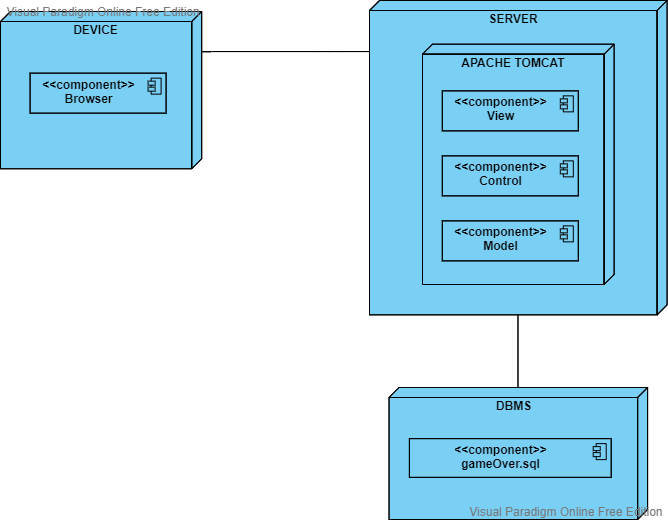 Visual Paradigm Online Free Edition
DEVICE
<<component>>
Browser
SERVER
APACHE TOMCAT
<<component>>
View
<<component>>
Control
<<component>>
Model
DBMS
<<component>>
gameOver.sql
Visual Paradigm Online Free Edition